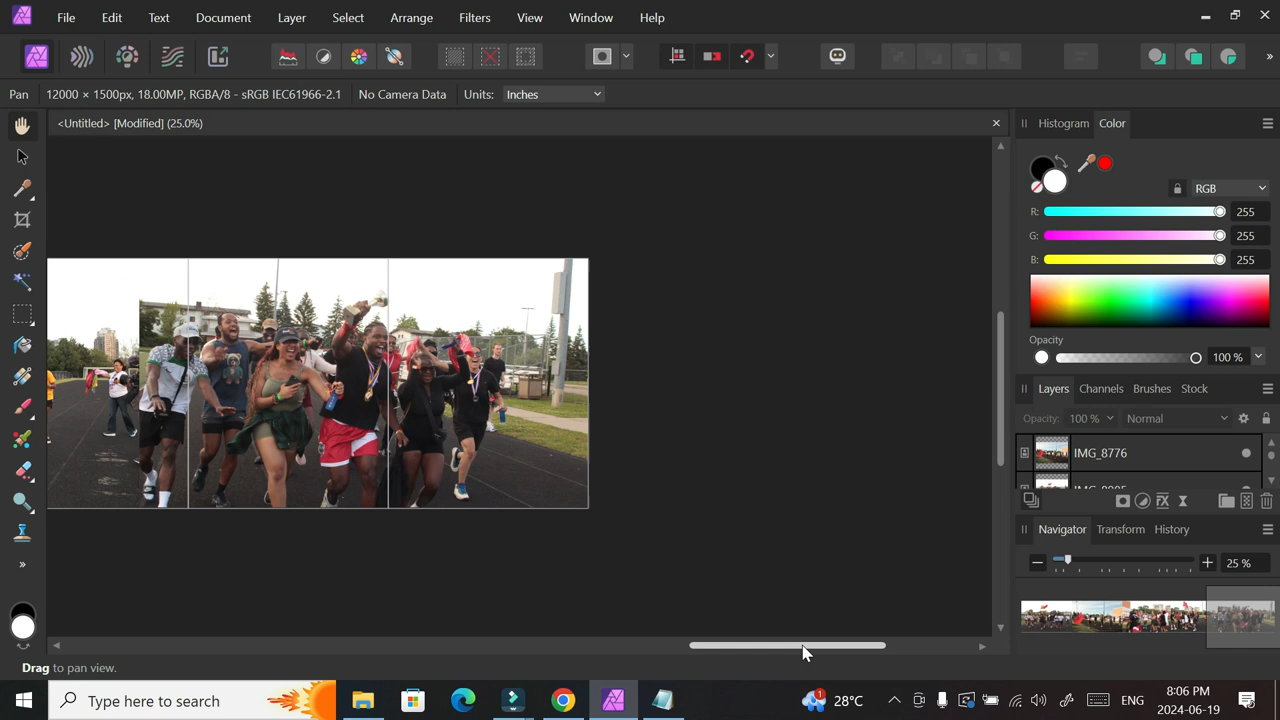 File Edit Text Document Layer Select Arrange Filters View Window Help
Pan 12000 × 1500px, 18.00MP, RGBA/8 - sRGB IEC61966-2.1 No Camera Data Units: Inches
<Untitled> [Modified] (25.0%)
Histogram Color
RGB
R: 255
G: 255
B: 255
Opacity
100 %
Layers Channels Brushes Stock
Opacity: 100 % Normal
IMG_8776
Navigator Transform History
25 %
Drag to pan view.
Type here to search
1
28°C
ENG
8:06 PM
2024-06-19